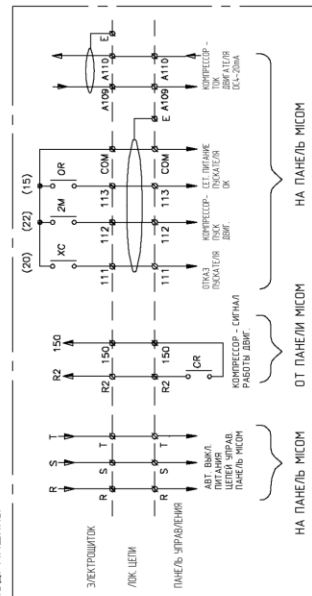 (20)
(22)
(15)
XC
2M
OR
E
R
S
T
R2
150
111
112
113
COM
A109
A110
ЭЛЕКТРОЩИТОК
R
S
T
R2
150
111
112
113
COM
E
A109
A110
ЛОК. ЦЕПИ
ПАНЕЛЬ УПРАВЛЕНИЯ
CR
АВТ. ВЫКЛ.
ПИТАНИЯ
ЦЕПЕЙ УПРАВ.
ПАНЕЛЬ MICOM
КОМПРЕССОР - СИГНАЛ
РАБОТЫ ДВИГ.
ОТКАЗ
ПУСКАТЕЛЯ
КОМПРЕССОР-
ПУСК
ДВИГ.
СЕТ. ПИТАНИЕ
ПУСКАТЕЛЯ
ОК
КОМПРЕССОР -
ТОК
ДВИГАТЕЛЯ
DC4-20mA
НА ПАНЕЛЬ MICOM
ОТ ПАНЕЛИ MICOM
НА ПАНЕЛЬ MICOM